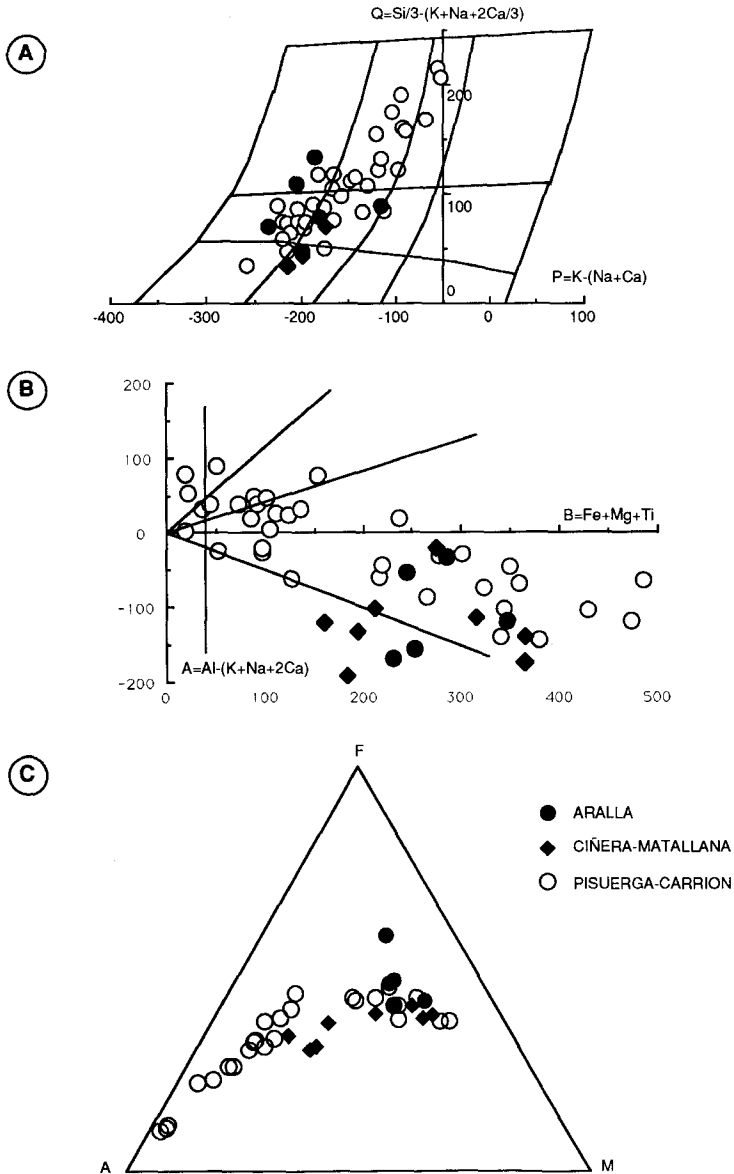 Q=Si/3-(K+Na+2Ca/3)
A
200
100
P=K-(Na+Ca)
0
-400 -300 -200 -100 0 100
B
200
100
B=Fe+Mg+Ti
0
-100
A=Al-(K+Na+2Ca)
-200
0 100 200 300 400 500
F
C
ARALLA
CIÑERA-MATALLANA
PISUERGA-CARRION
A M